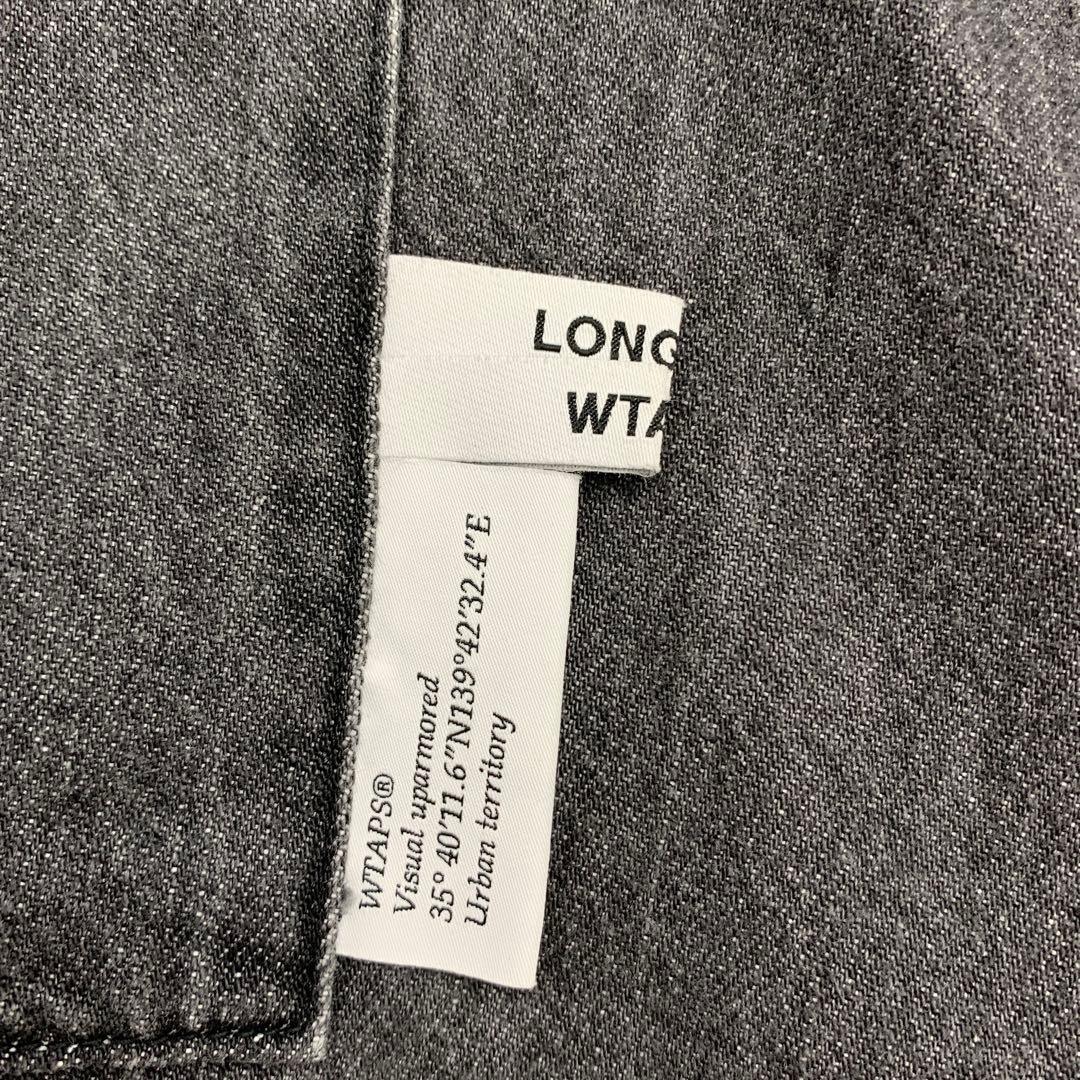 LONG
WTA
WTAPS®
Visual uparmored
35° 40'11.6"N139°42'32.4"E
Urban territory